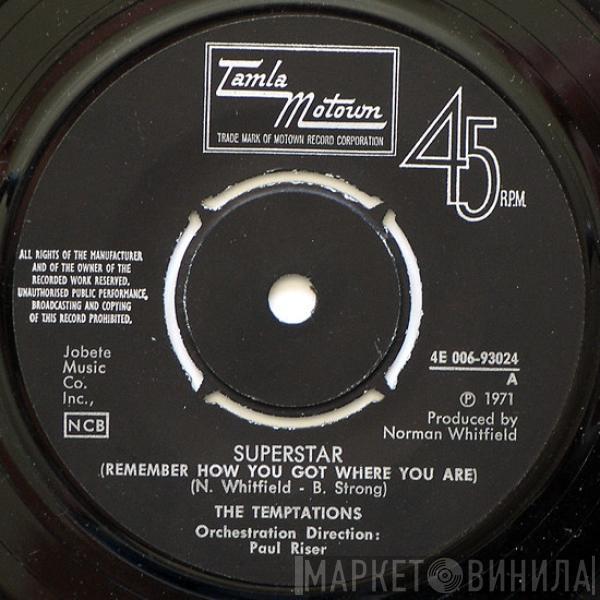 Tamla
Motown
TRADE MARK OF MOTOWN RECORD CORPORATION
45
R.P.M.
ALL RIGHTS OF THE MANUFACTURER
AND OF THE OWNER OF THE
RECORDED WORK RESERVED.
UNAUTHORISED PUBLIC PERFORMANCE,
BROADCASTING AND COPYING
OF THIS RECORD PROHIBITED.
Jobete
Music
Co.
Inc.,
NCB
4E 006-93024
A
Ⓟ 1971
Produced by
Norman Whitfield
SUPERSTAR
(REMEMBER HOW YOU GOT WHERE YOU ARE)
(N. Whitfield - B. Strong)
THE TEMPTATIONS
Orchestration Direction:
Paul Riser
МАРКЕТ ВИНИЛА